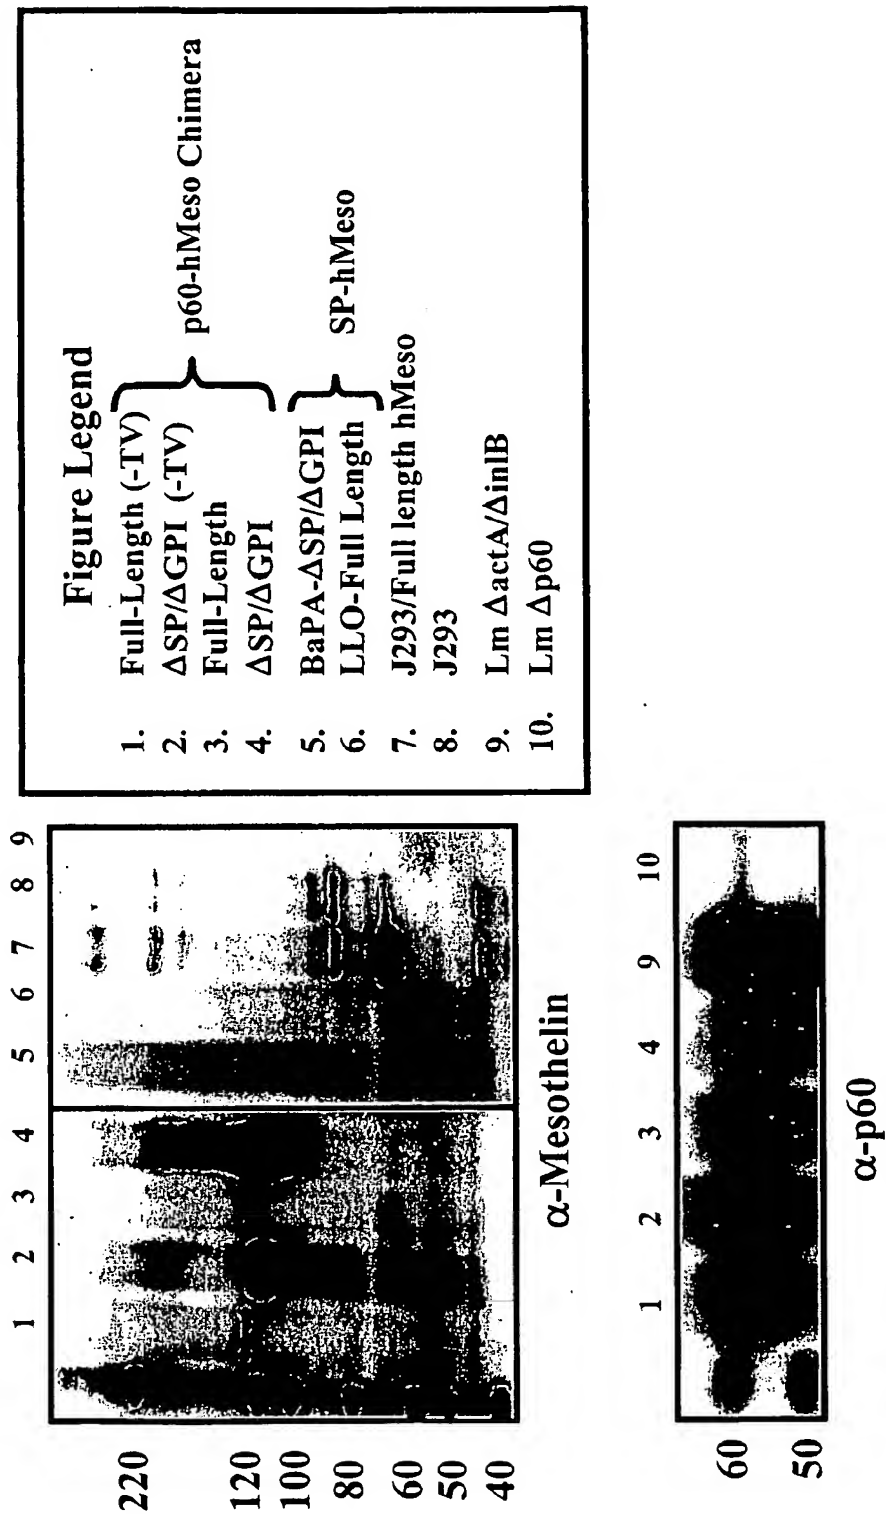 Figure Legend
1. Full-Length (-TV)
2. ΔSP/ΔGPI (-TV)
3. Full-Length
4. ΔSP/ΔGPI
p60-hMeso Chimera
5. BaPA-ΔSP/ΔGPI
6. LLO-Full Length
SP-hMeso
7. J293/Full length hMeso
8. J293
9. Lm ΔactA/ΔinlB
10. Lm Δp60
1 2 3 4 5 6 7 8 9
220
120
100
80
60
50
40
α-Mesothelin
1 2 3 4 9 10
60
50
α-p60